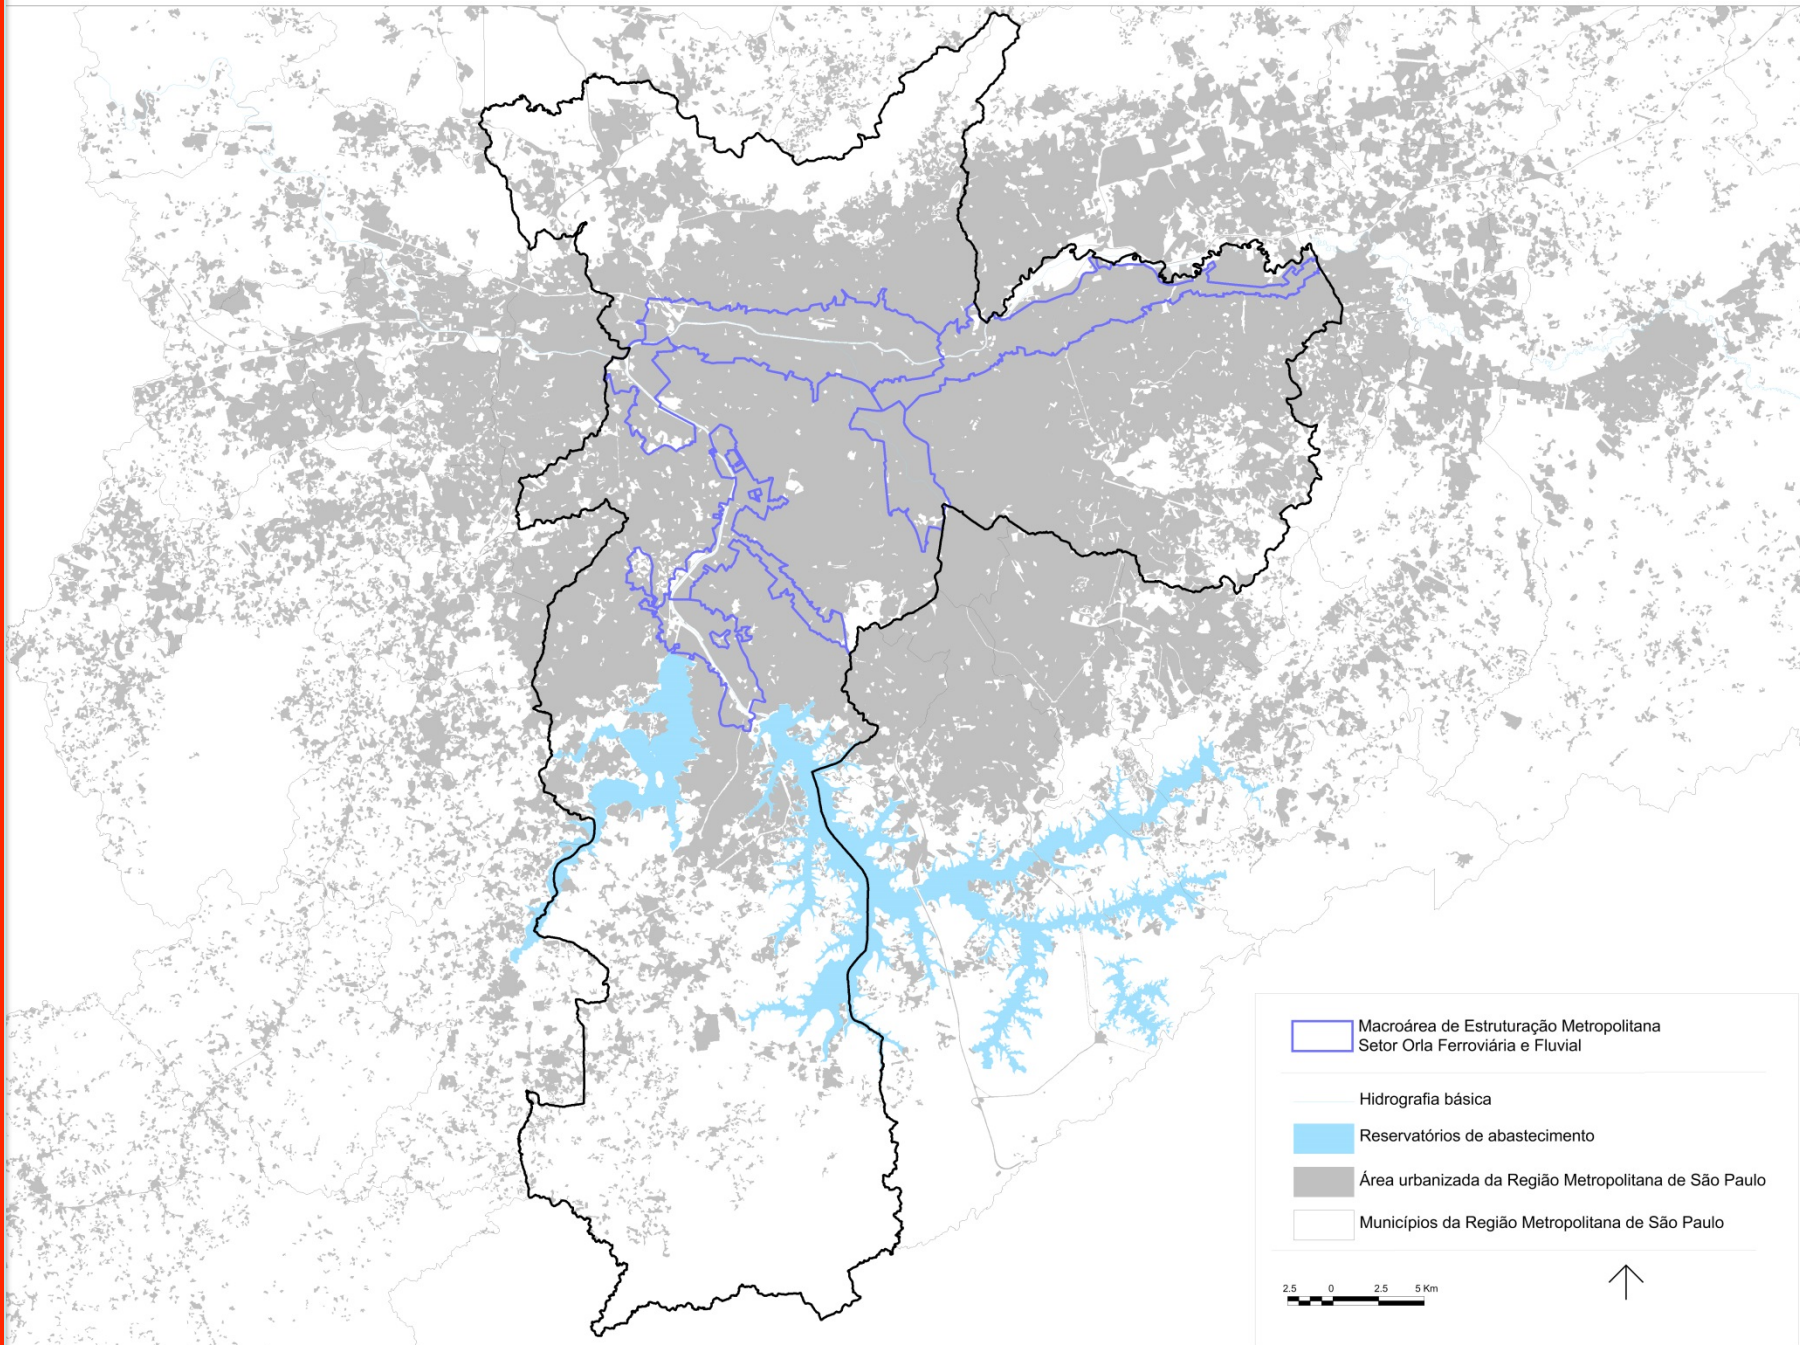 Macroárea de Estruturação Metropolitana
Setor Orla Ferroviária e Fluvial
Hidrografia básica
Reservatórios de abastecimento
Área urbanizada da Região Metropolitana de São Paulo
Municípios da Região Metropolitana de São Paulo
2.5 0 2.5 5 Km